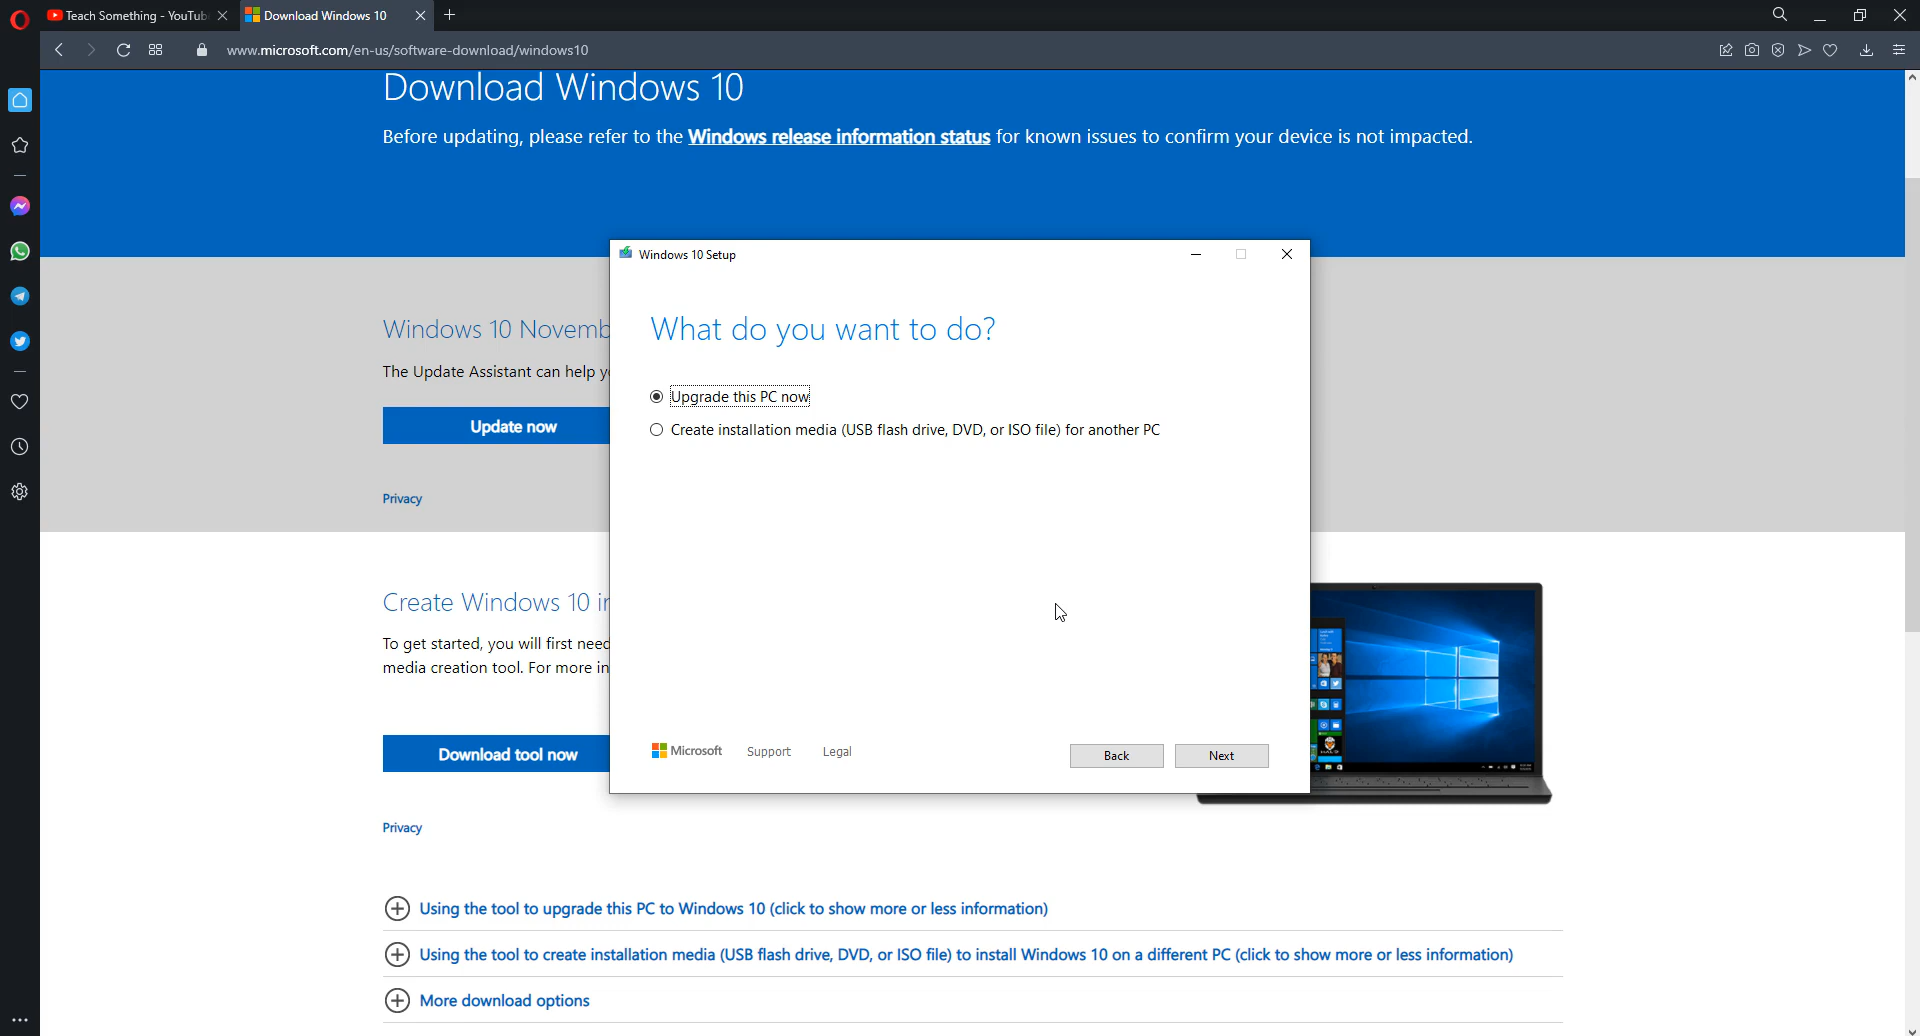 Teach Something - YouTub
Download Windows 10
www.microsoft.com/en-us/software-download/windows10
Download Windows 10
Before updating, please refer to the Windows release information status for known issues to confirm your device is not impacted.
Windows 10 Novemb
The Update Assistant can help y
Update now
Privacy
Create Windows 10 in
To get started, you will first need
media creation tool. For more in
Download tool now
Privacy
Windows 10 Setup
What do you want to do?
Upgrade this PC now
Create installation media (USB flash drive, DVD, or ISO file) for another PC
Microsoft
Support
Legal
Back
Next
Using the tool to upgrade this PC to Windows 10 (click to show more or less information)
Using the tool to create installation media (USB flash drive, DVD, or ISO file) to install Windows 10 on a different PC (click to show more or less information)
More download options